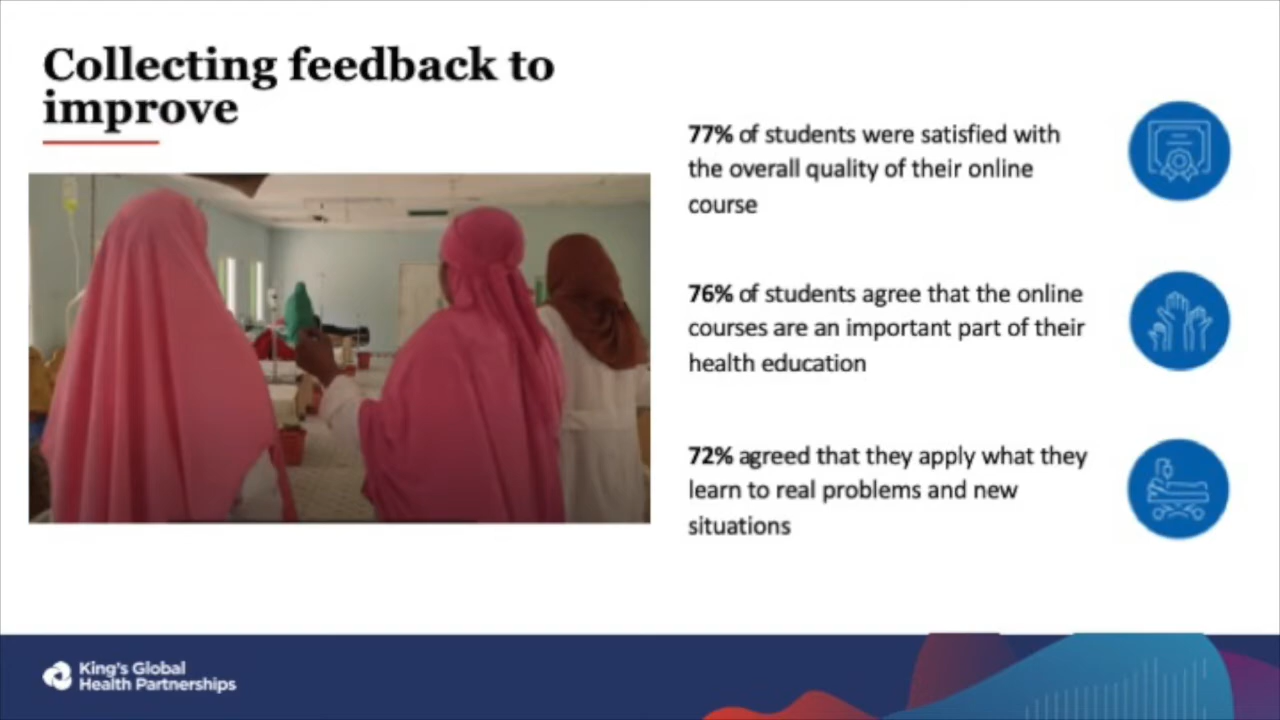 Collecting feedback to
improve
77% of students were satisfied with
the overall quality of their online
course
76% of students agree that the online
courses are an important part of their
health education
72% agreed that they apply what they
learn to real problems and new
situations
King's Global
Health Partnerships